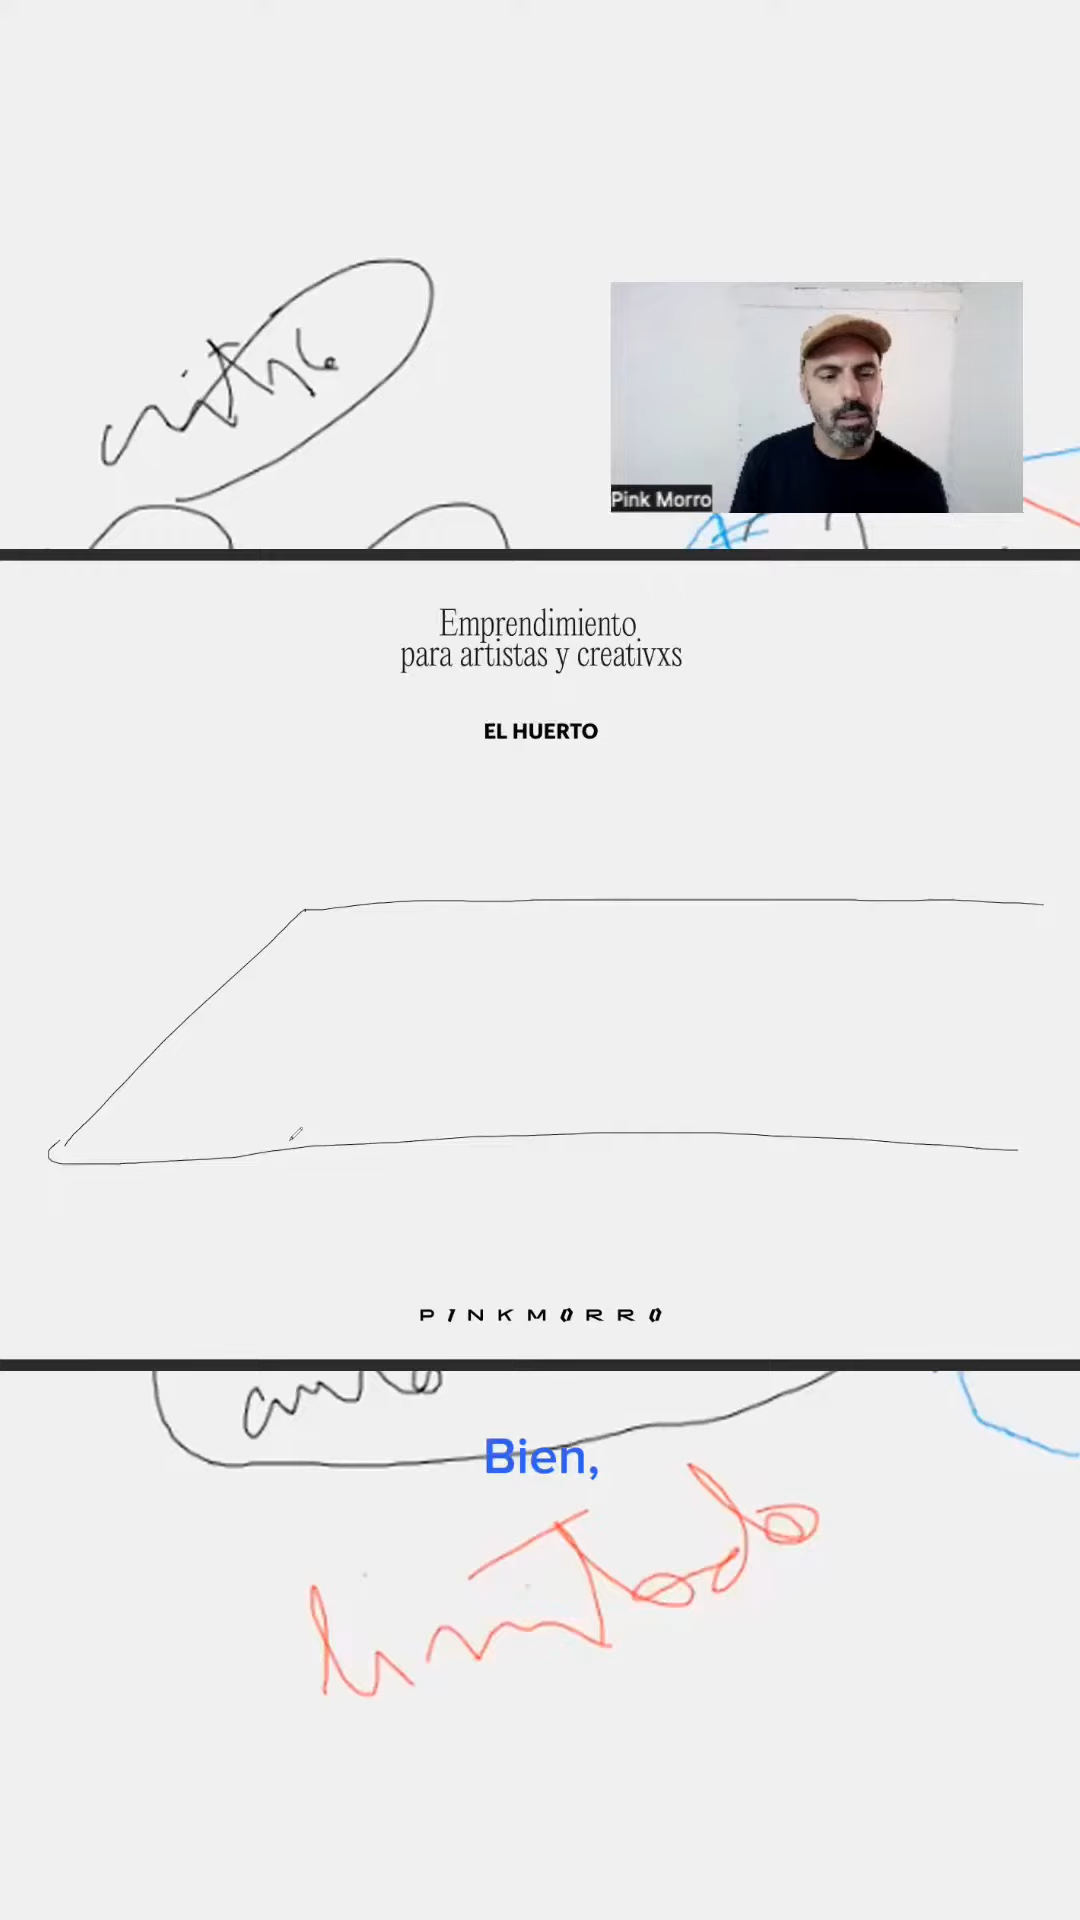 Pink Morro
Emprendimiento
para artistas y creativxs
EL HUERTO
PINKMORRO
Bien,